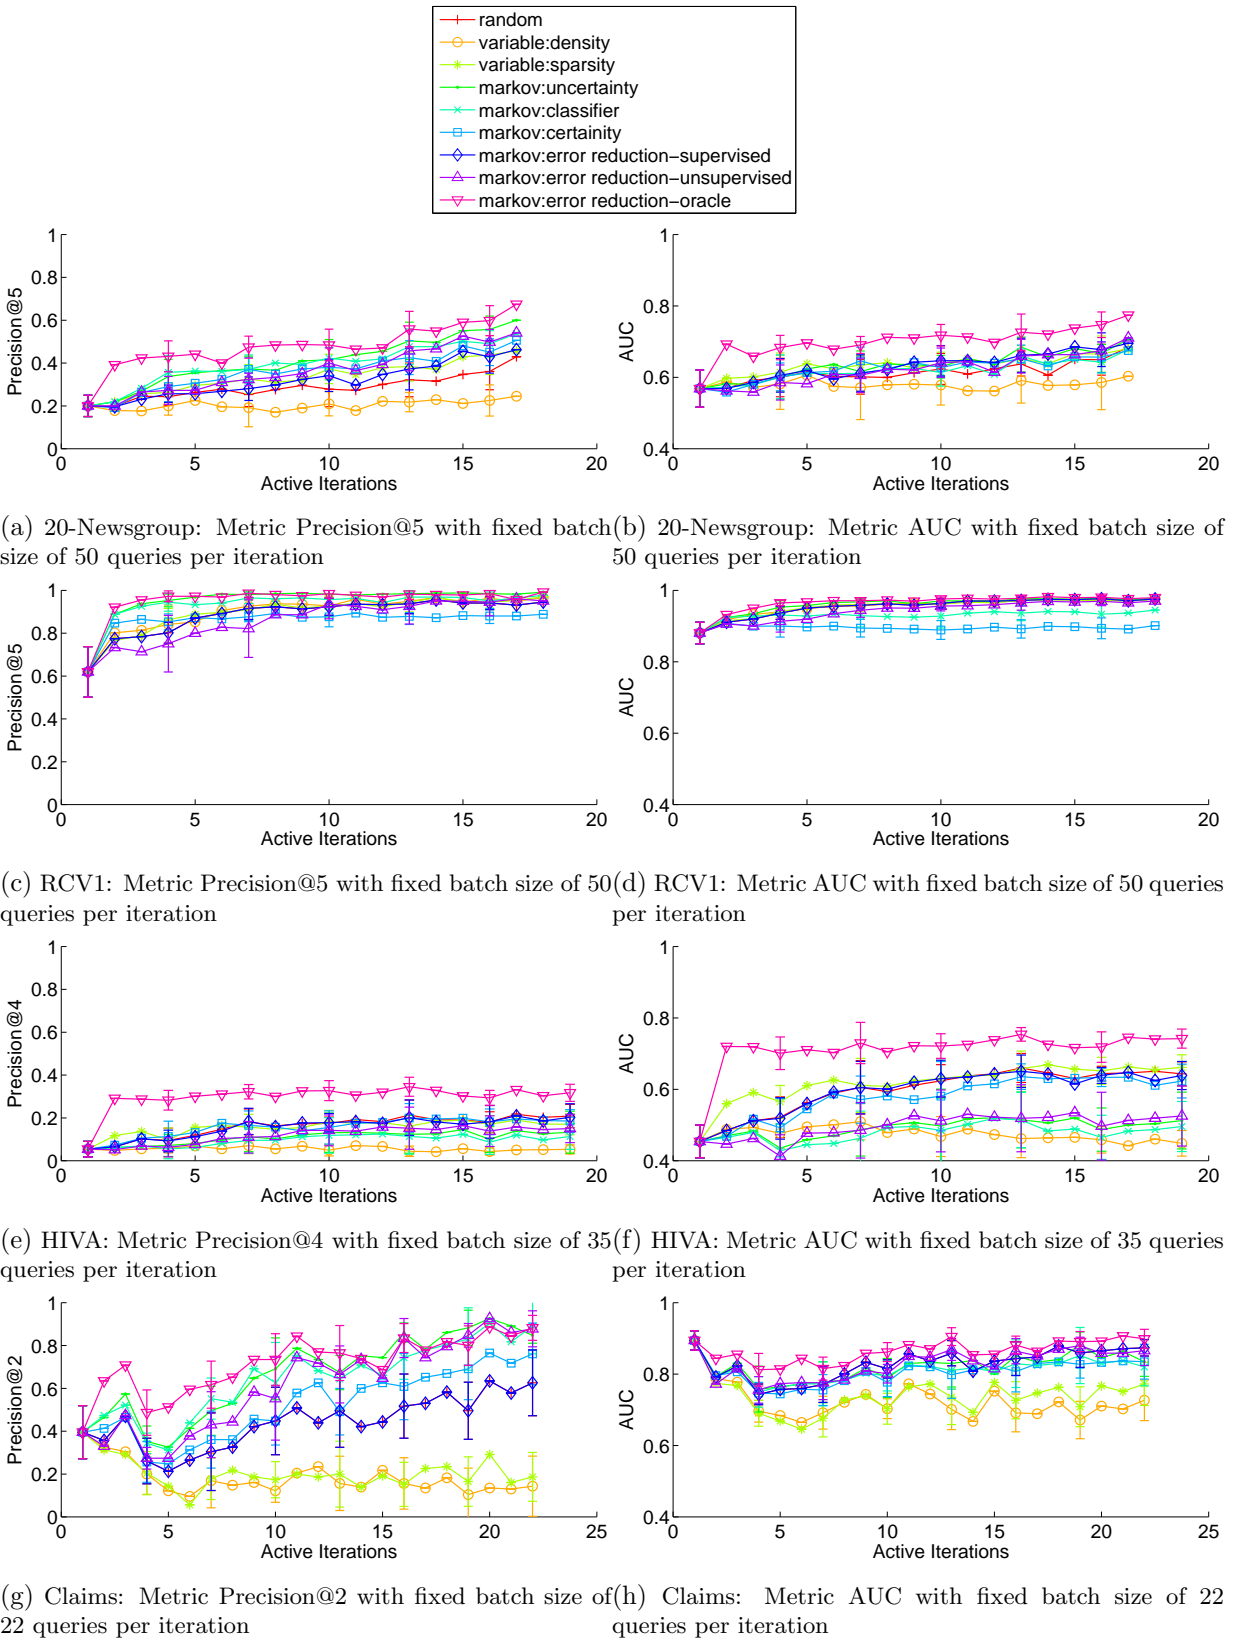 random
variable:density
variable:sparsity
markov:uncertainty
markov:classifier
markov:certainity
markov:error reduction−supervised
markov:error reduction−unsupervised
markov:error reduction−oracle
1
0.8
0.6
0.4
0.2
0
Precision@5
0 5 10 15 20
Active Iterations
1
0.8
0.6
0.4
AUC
0 5 10 15 20
Active Iterations
(a) 20-Newsgroup: Metric Precision@5 with fixed batch
size of 50 queries per iteration
(b) 20-Newsgroup: Metric AUC with fixed batch size of
50 queries per iteration
1
0.8
0.6
0.4
0.2
0
Precision@5
0 5 10 15 20
Active Iterations
1
0.8
0.6
0.4
AUC
0 5 10 15 20
Active Iterations
(c) RCV1: Metric Precision@5 with fixed batch size of 50
queries per iteration
(d) RCV1: Metric AUC with fixed batch size of 50 queries
per iteration
1
0.8
0.6
0.4
0.2
0
Precision@4
0 5 10 15 20
Active Iterations
1
0.8
0.6
0.4
AUC
0 5 10 15 20
Active Iterations
(e) HIVA: Metric Precision@4 with fixed batch size of 35
queries per iteration
(f) HIVA: Metric AUC with fixed batch size of 35 queries
per iteration
1
0.8
0.6
0.4
0.2
0
Precision@2
0 5 10 15 20 25
Active Iterations
1
0.8
0.6
0.4
AUC
0 5 10 15 20 25
Active Iterations
(g) Claims: Metric Precision@2 with fixed batch size of
22 queries per iteration
(h) Claims: Metric AUC with fixed batch size of 22
queries per iteration